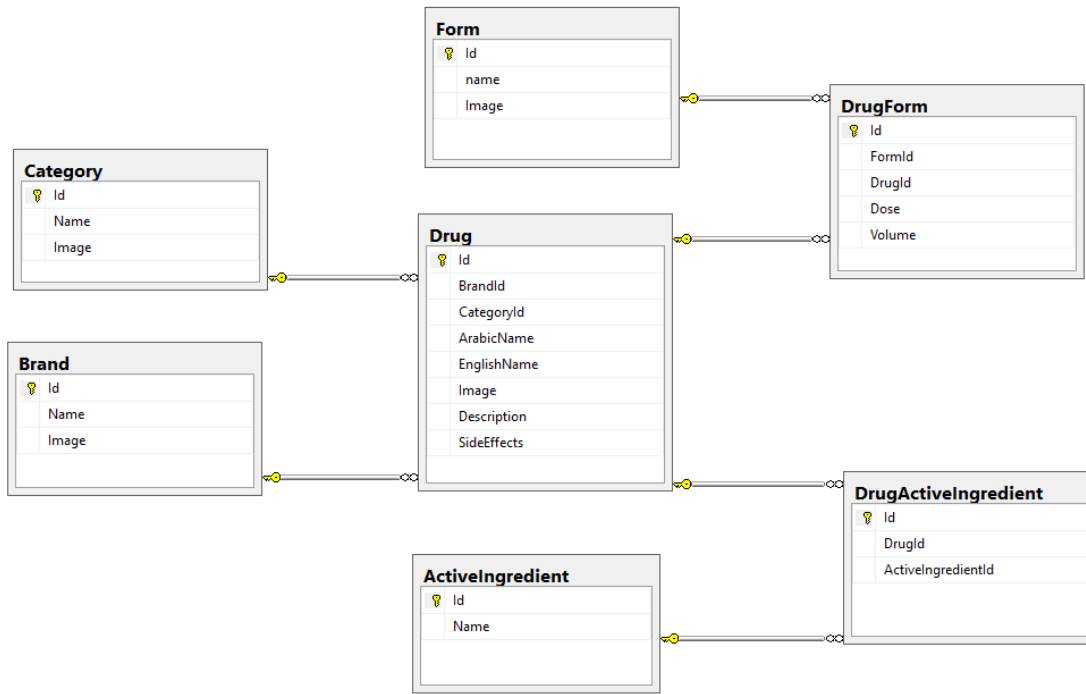 Form
Id
name
Image
DrugForm
Id
FormId
DrugId
Dose
Volume
Category
Id
Name
Image
Drug
Id
BrandId
CategoryId
ArabicName
EnglishName
Image
Description
SideEffects
Brand
Id
Name
Image
DrugActiveIngredient
Id
DrugId
ActiveIngredientId
ActiveIngredient
Id
Name